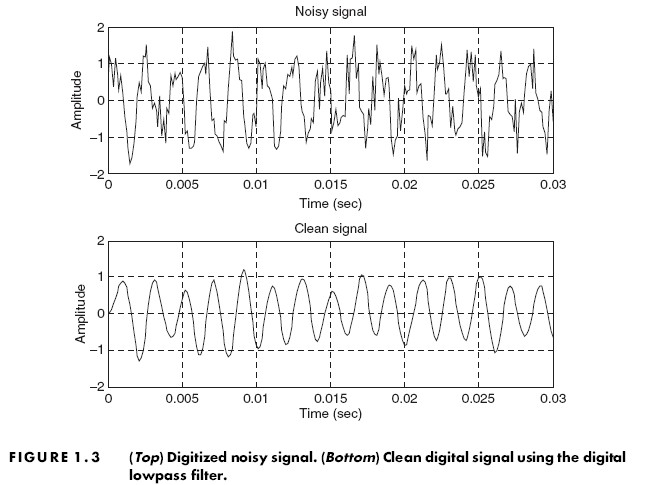 Noisy signal
2
1
0
−1
−2
Amplitude
0 0.005 0.01 0.015 0.02 0.025 0.03
Time (sec)
Clean signal
2
1
0
−1
−2
Amplitude
0 0.005 0.01 0.015 0.02 0.025 0.03
Time (sec)
FIGURE 1.3 (Top) Digitized noisy signal. (Bottom) Clean digital signal using the digital
lowpass filter.